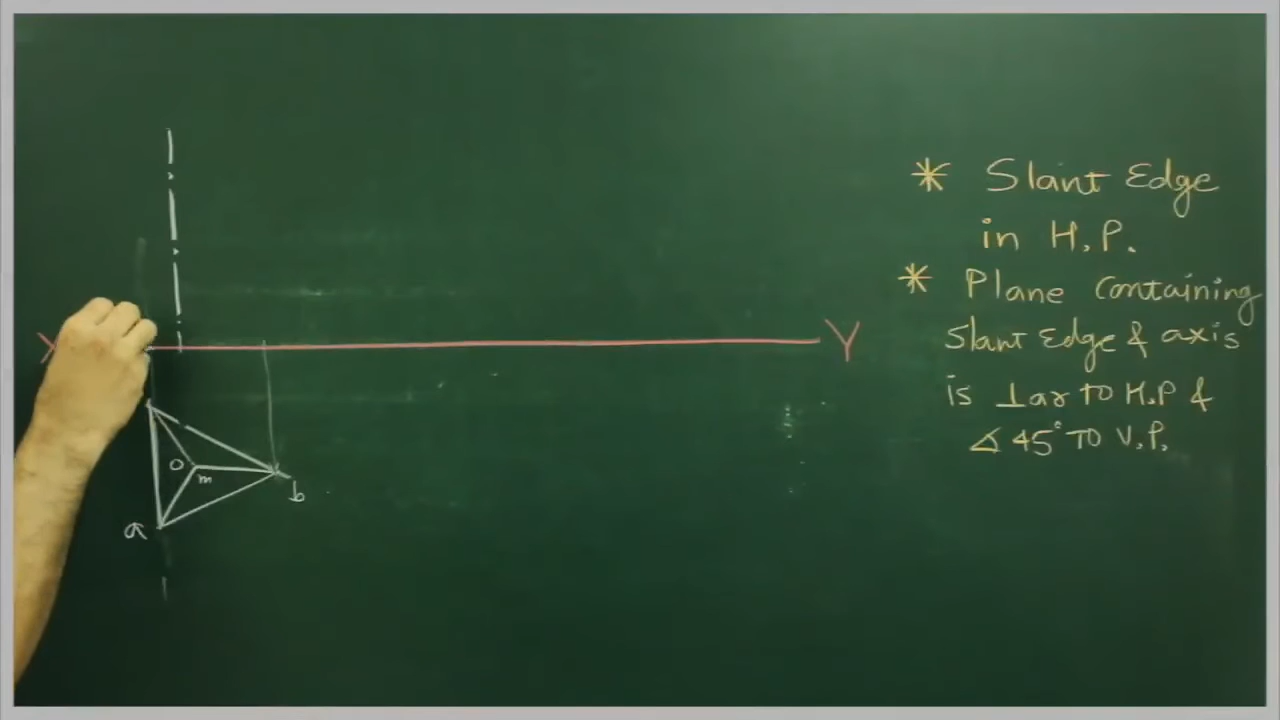 * Slant Edge
in H.P.
* Plane containing
Slant Edge & axis
is ⊥ar to H.P &
∡ 45° TO V.P.
X
Y
o
m
b
a